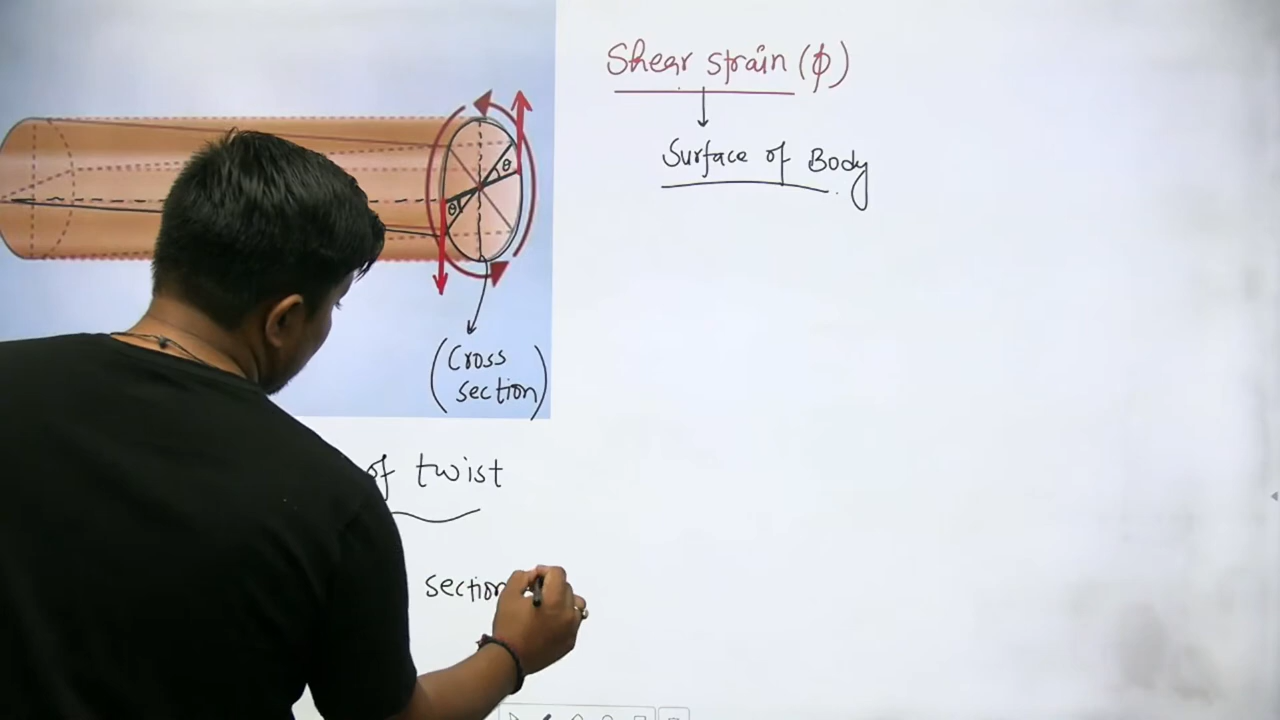 Shear strain (ϕ)
Surface of Body
θ
θ
(Cross
section)
of twist
section